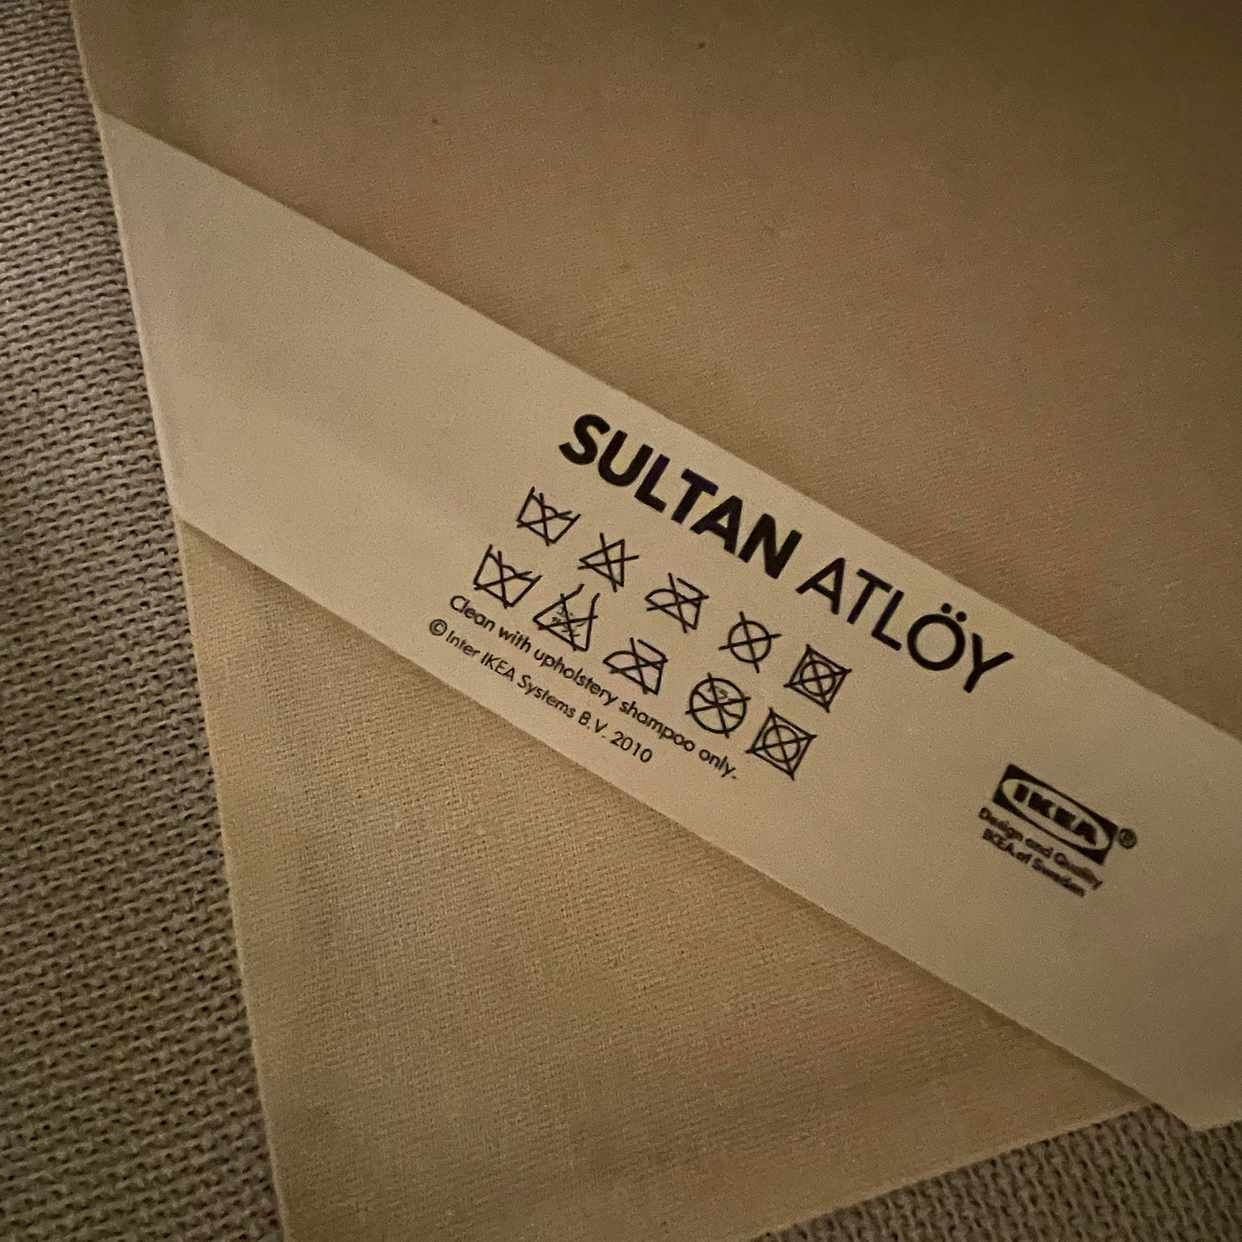 SULTAN ATLÖY
Clean with upholstery shampoo only.
© Inter IKEA Systems B.V. 2010
IKEA®
Design and Quality
IKEA of Sweden